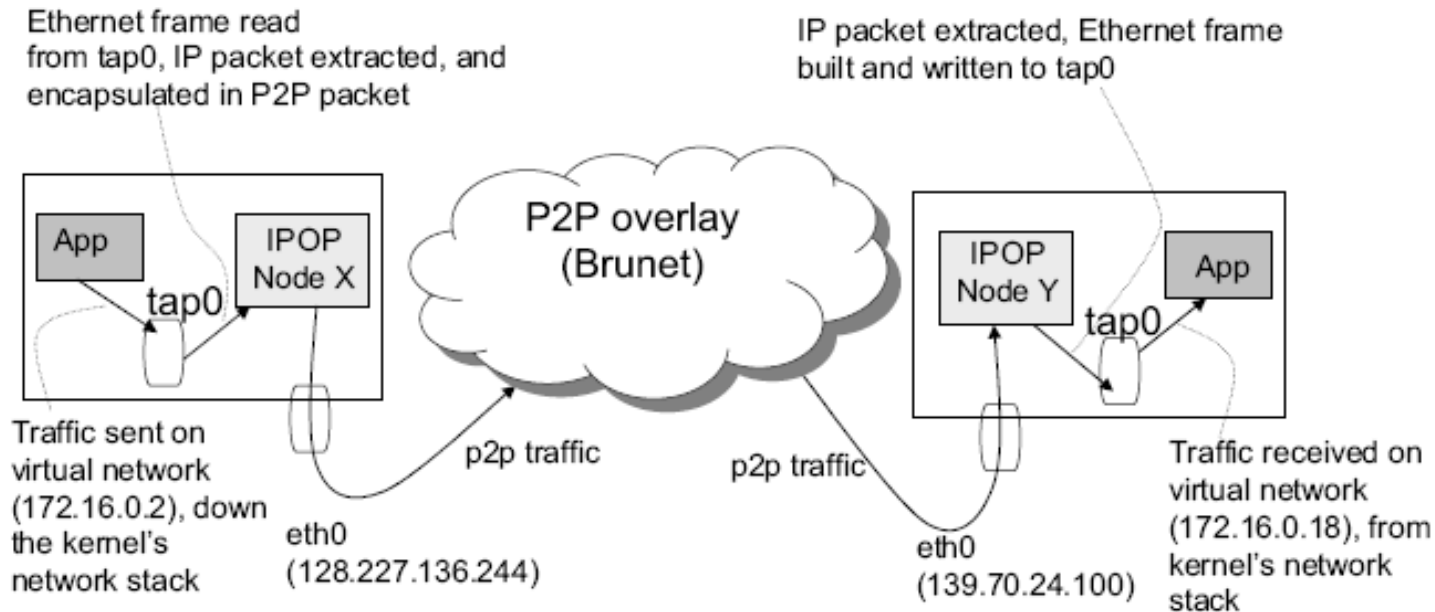 Ethernet frame read
from tap0, IP packet extracted, and
encapsulated in P2P packet
IP packet extracted, Ethernet frame
built and written to tap0
App
IPOP
Node X
tap0
P2P overlay
(Brunet)
IPOP
Node Y
App
tap0
Traffic sent on
virtual network
(172.16.0.2), down
the kernel's
network stack
eth0
(128.227.136.244)
p2p traffic
p2p traffic
eth0
(139.70.24.100)
Traffic received on
virtual network
(172.16.0.18), from
kernel's network
stack